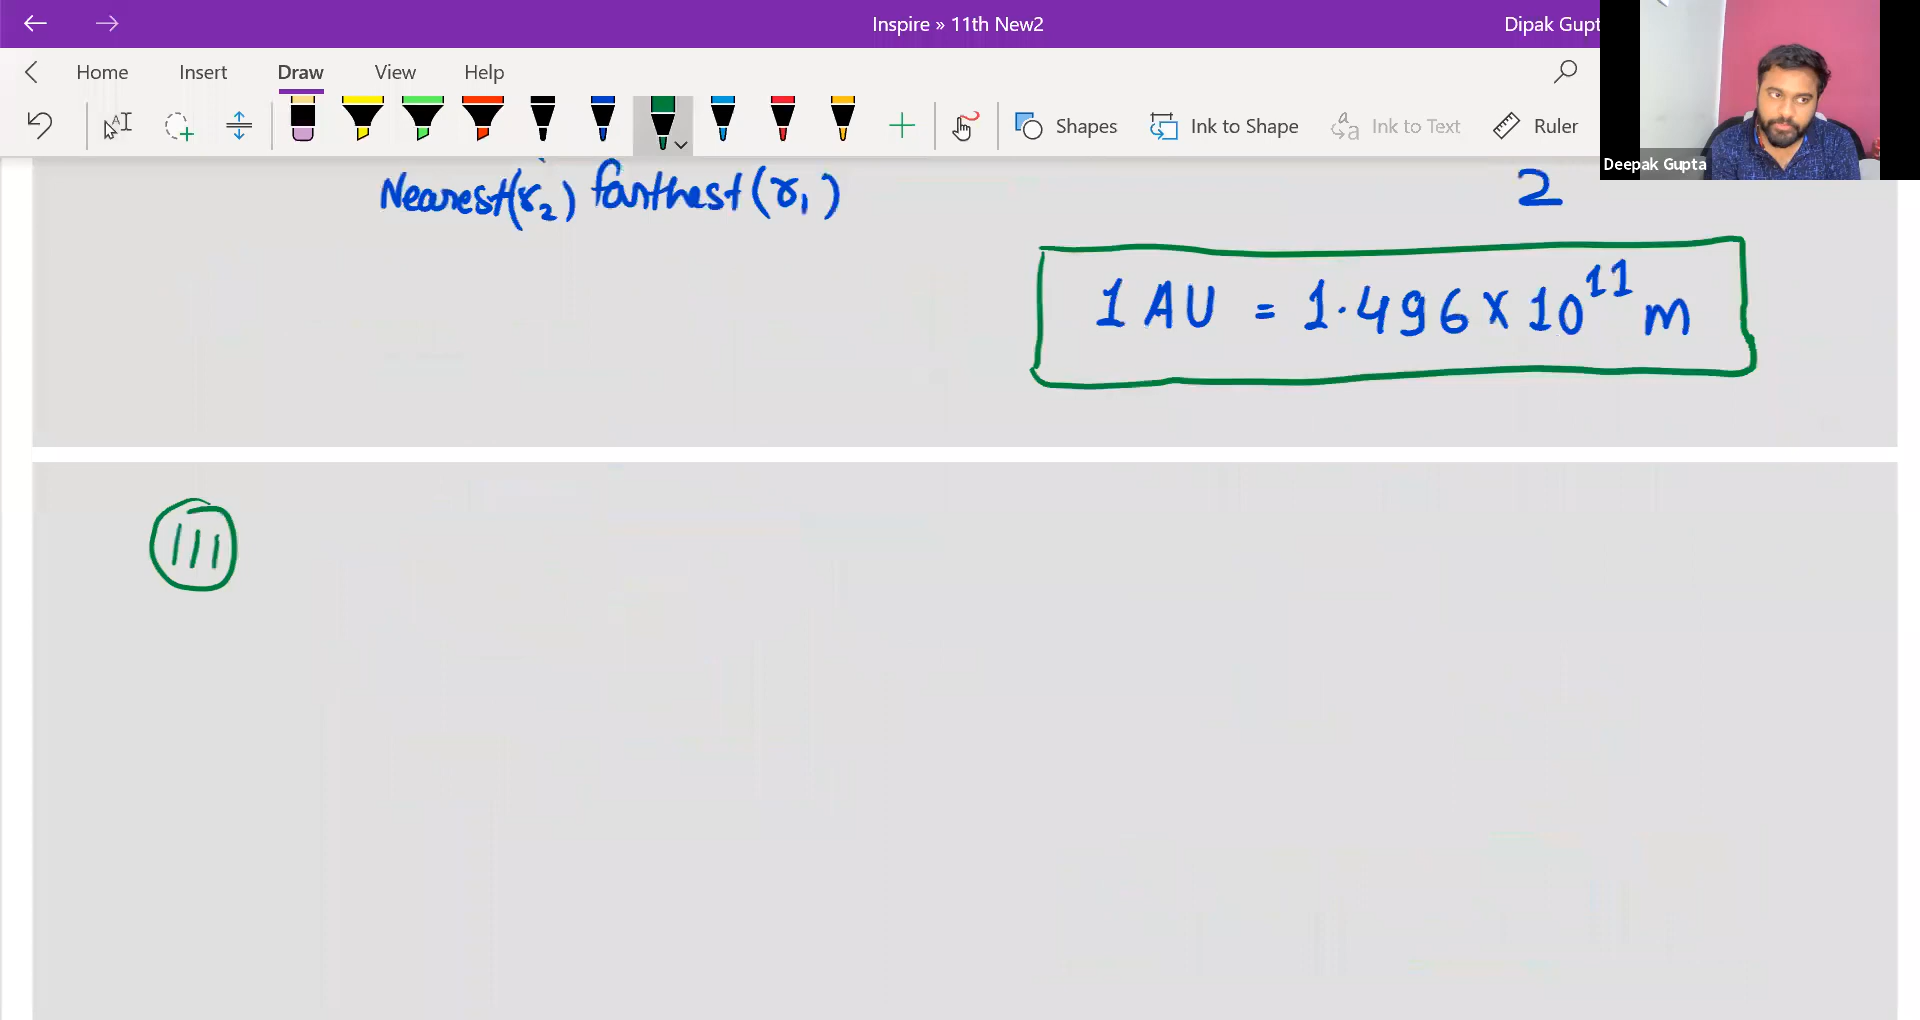 Inspire » 11th New2
Dipak Gupt
Home Insert Draw View Help
Shapes Ink to Shape Ink to Text Ruler
Deepak Gupta
Nearest(r₂) farthest(r₁)
2
1 AU = 1.496 × 10¹¹ m
III